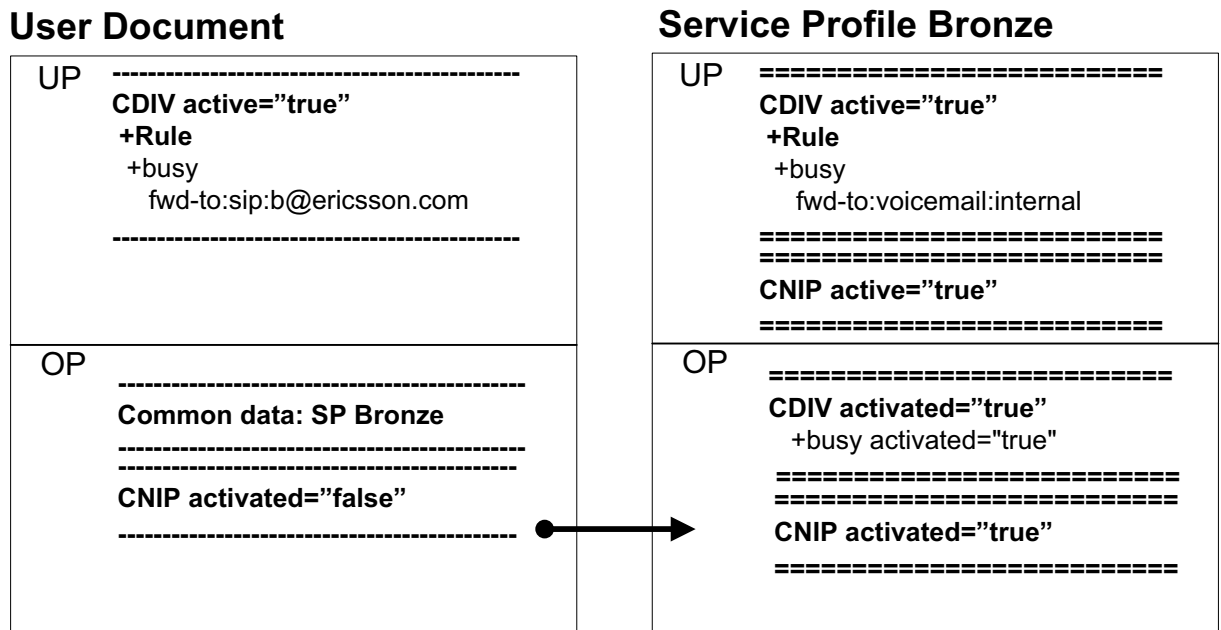 User Document
UP
CDIV active=”true”
+Rule
+busy
fwd-to:sip:b@ericsson.com
OP
Common data: SP Bronze
CNIP activated=”false”
Service Profile Bronze
UP
CDIV active=”true”
+Rule
+busy
fwd-to:voicemail:internal
CNIP active=”true”
OP
CDIV activated=”true”
+busy activated="true"
CNIP activated=”true”